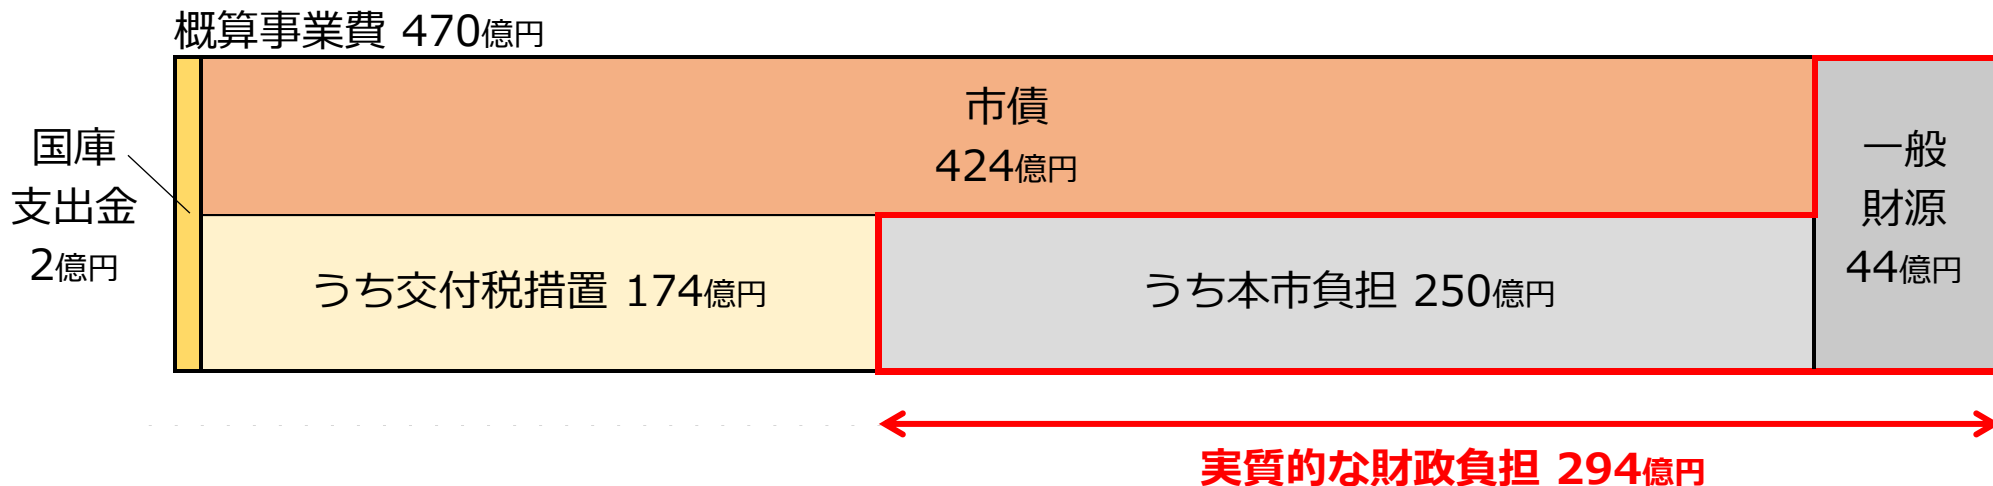 概算事業費 470億円
国庫
支出金
2億円
市債
424億円
一般
財源
44億円
うち交付税措置 174億円
うち本市負担 250億円
実質的な財政負担 294億円